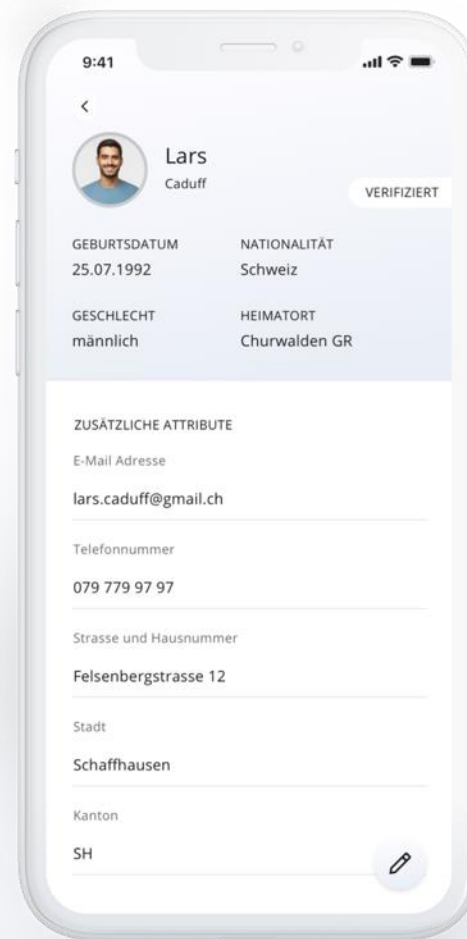 9:41
Lars
Caduff
VERIFIZIERT
GEBURTSDATUM NATIONALITÄT
25.07.1992 Schweiz
GESCHLECHT HEIMATORT
männlich Churwalden GR
ZUSÄTZLICHE ATTRIBUTE
E-Mail Adresse
lars.caduff@gmail.ch
Telefonnummer
079 779 97 97
Strasse und Hausnummer
Felsenbergstrasse 12
Stadt
Schaffhausen
Kanton
SH